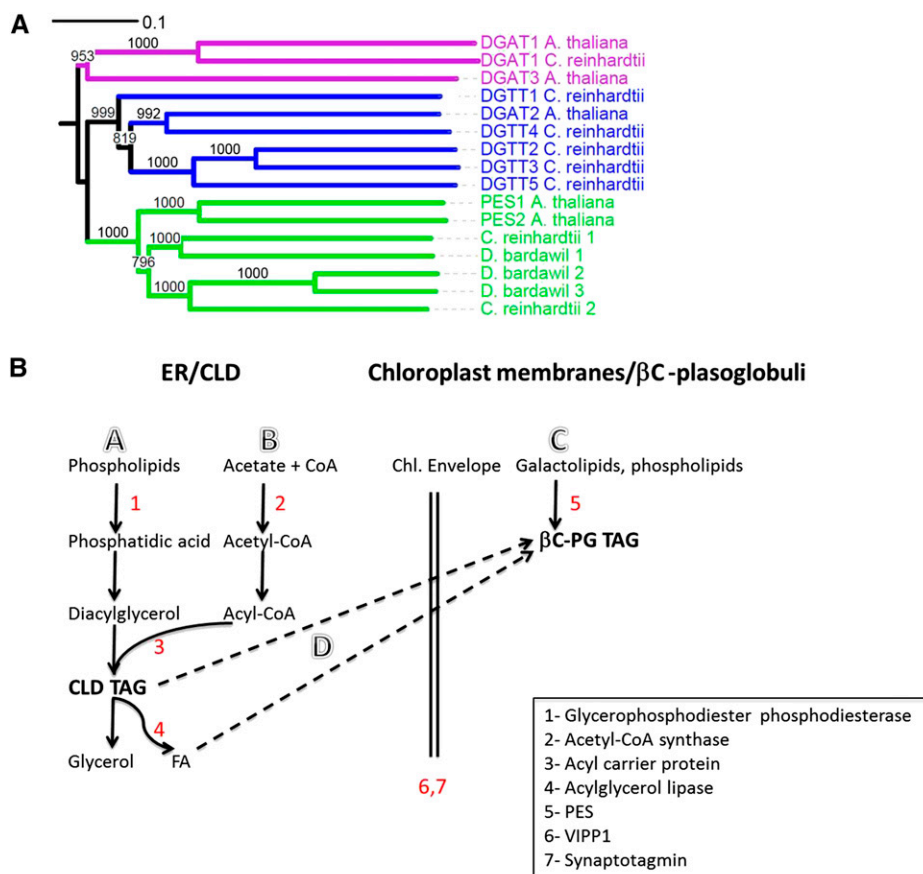 A
0.1
1000
DGAT1 A. thaliana
953
DGAT1 C. reinhardtii
DGAT3 A. thaliana
DGTT1 C. reinhardtii
999
992
DGAT2 A. thaliana
819
DGTT4 C. reinhardtii
1000
DGTT2 C. reinhardtii
1000
DGTT3 C. reinhardtii
DGTT5 C. reinhardtii
1000
PES1 A. thaliana
PES2 A. thaliana
1000
1000
C. reinhardtii 1
D. bardawil 1
796
1000
D. bardawil 2
1000
D. bardawil 3
C. reinhardtii 2
B
ER/CLD
Chloroplast membranes/βC-plasoglobuli
A
B
C
Phospholipids
Acetate + CoA
Chl. Envelope
Galactolipids, phospholipids
1
2
5
Phosphatidic acid
Acetyl-CoA
βC-PG TAG
Diacylglycerol
Acyl-CoA
3
D
CLD TAG
4
Glycerol
FA
6,7
1- Glycerophosphodiester phosphodiesterase
2- Acetyl-CoA synthase
3- Acyl carrier protein
4- Acylglycerol lipase
5- PES
6- VIPP1
7- Synaptotagmin